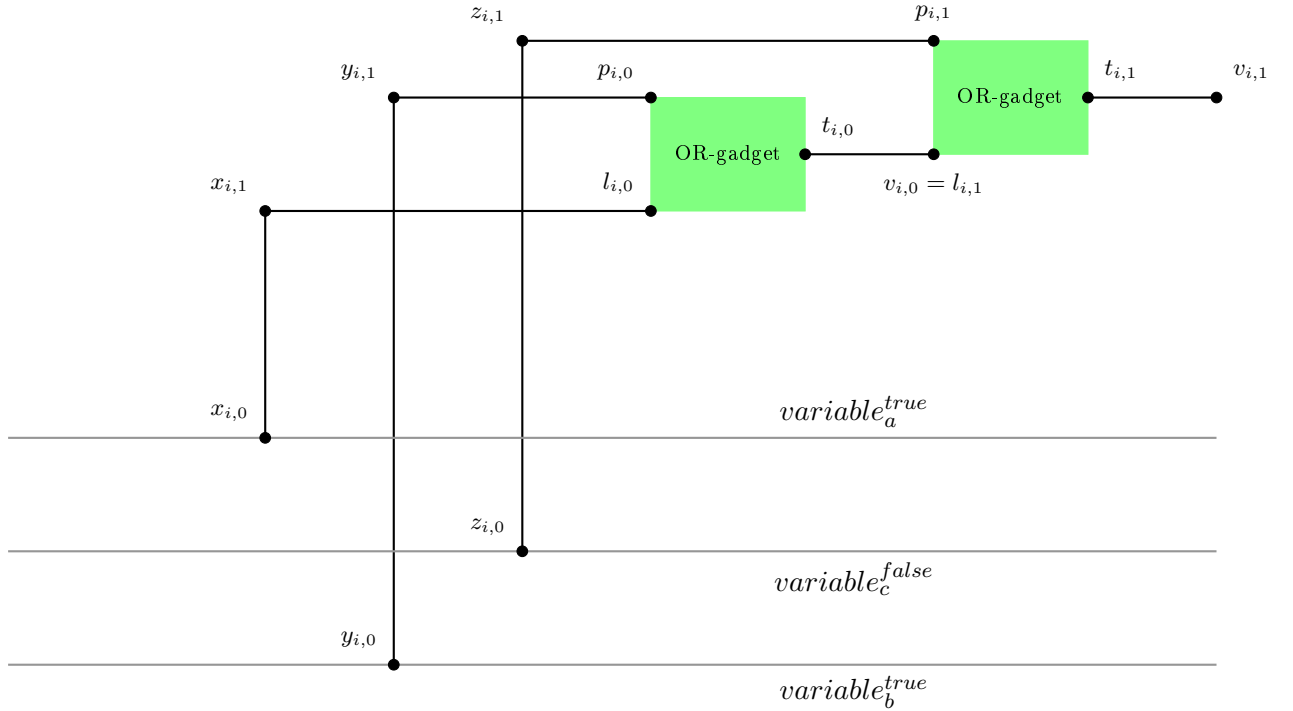 z_{i,1}
p_{i,1}
y_{i,1}
p_{i,0}
OR-gadget
t_{i,1}
v_{i,1}
OR-gadget
t_{i,0}
x_{i,1}
l_{i,0}
v_{i,0} = l_{i,1}
x_{i,0}
variable_a^{true}
z_{i,0}
variable_c^{false}
y_{i,0}
variable_b^{true}